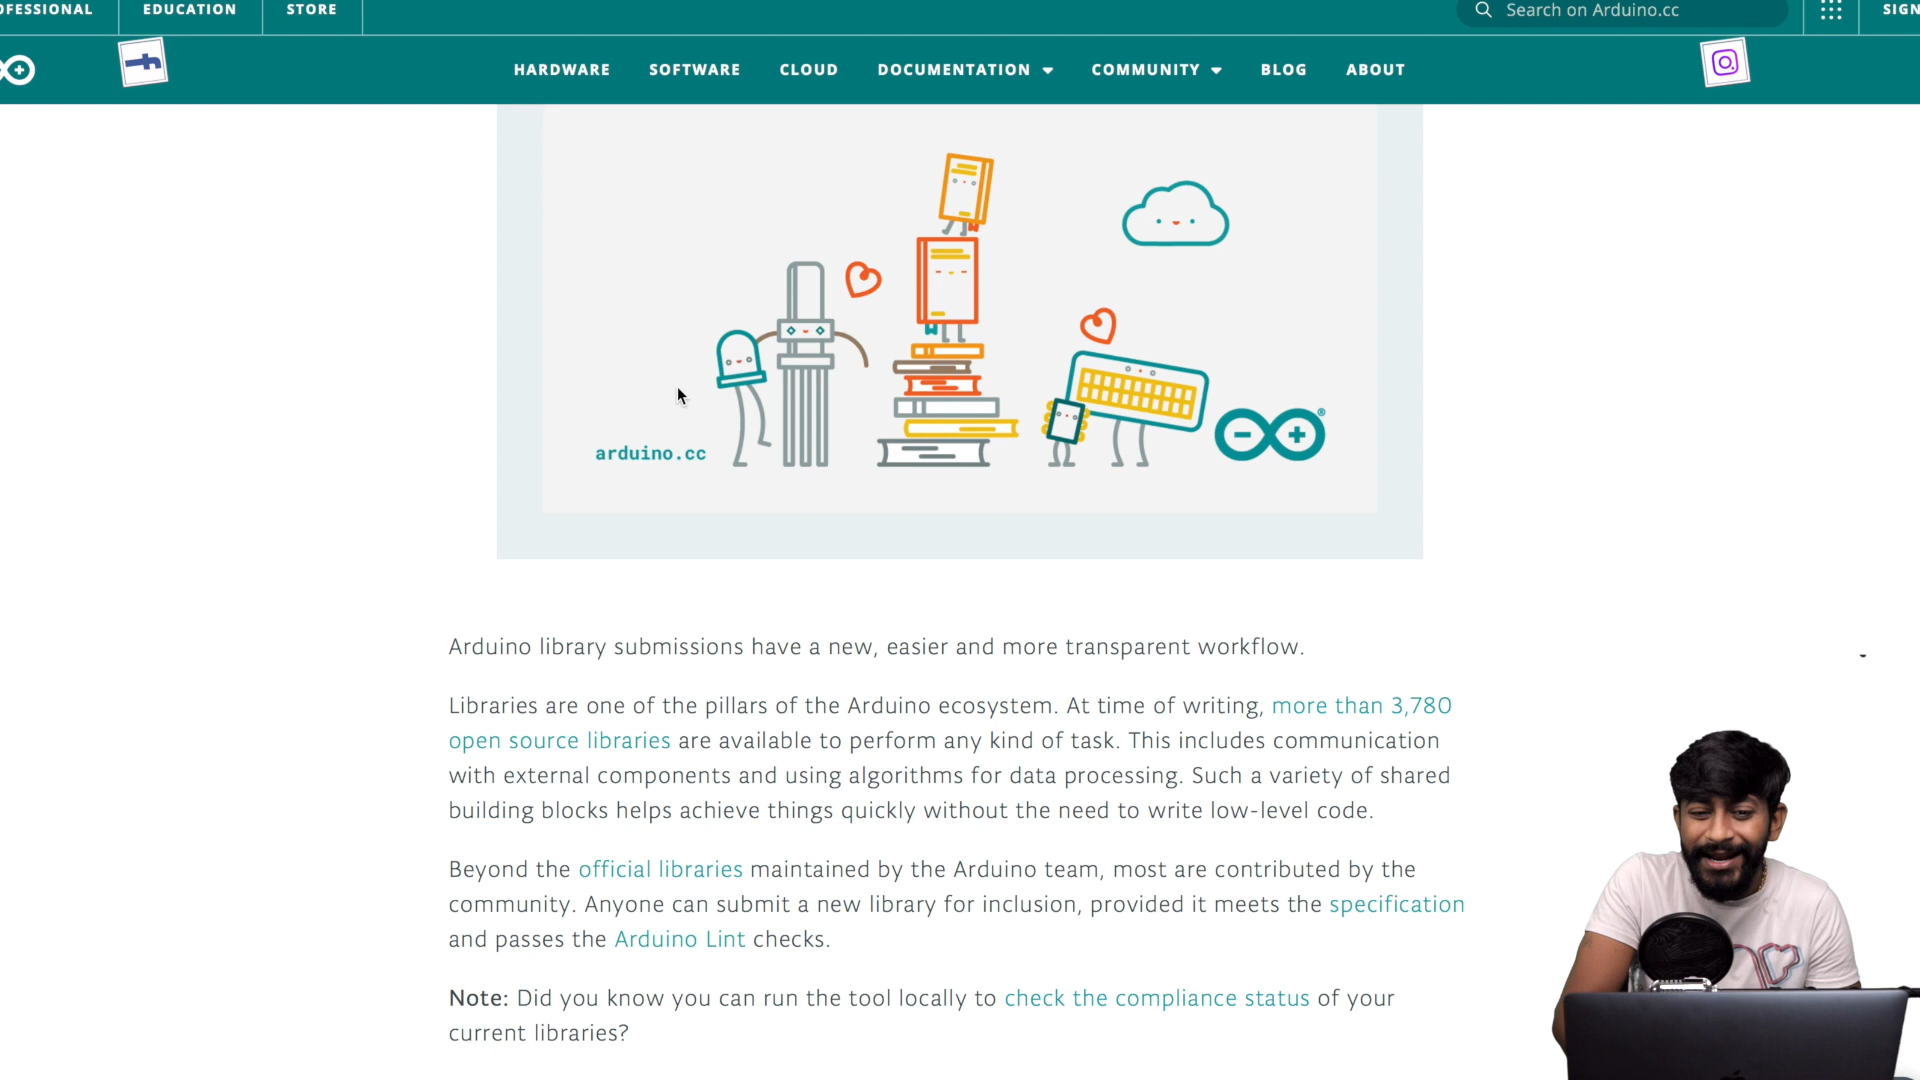 OFESSIONAL
EDUCATION
STORE
Search on Arduino.cc
SIGN
HARDWARE
SOFTWARE
CLOUD
DOCUMENTATION
COMMUNITY
BLOG
ABOUT
arduino.cc
Arduino library submissions have a new, easier and more transparent workflow.
Libraries are one of the pillars of the Arduino ecosystem. At time of writing, more than 3,780
open source libraries are available to perform any kind of task. This includes communication
with external components and using algorithms for data processing. Such a variety of shared
building blocks helps achieve things quickly without the need to write low-level code.
Beyond the official libraries maintained by the Arduino team, most are contributed by the
community. Anyone can submit a new library for inclusion, provided it meets the specification
and passes the Arduino Lint checks.
Note: Did you know you can run the tool locally to check the compliance status of your
current libraries?